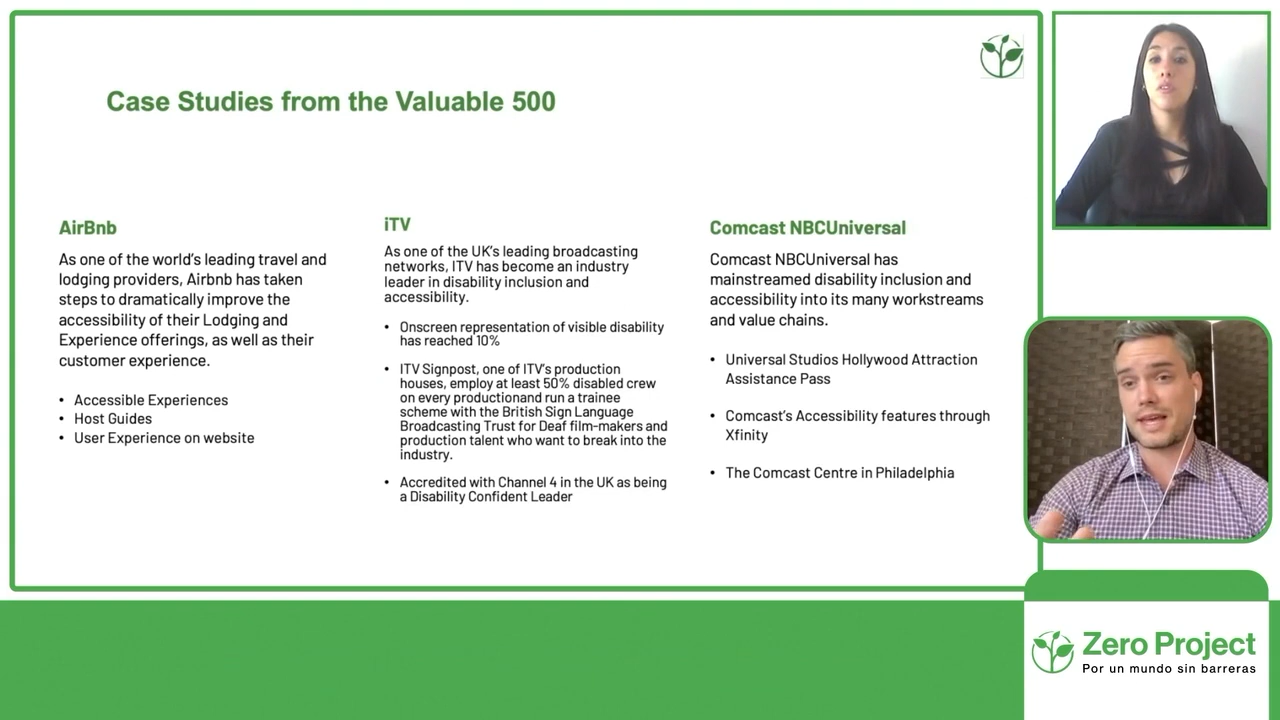 Case Studies from the Valuable 500
AirBnb
As one of the world's leading travel and
lodging providers, Airbnb has taken
steps to dramatically improve the
accessibility of their Lodging and
Experience offerings, as well as their
customer experience.
• Accessible Experiences
• Host Guides
• User Experience on website
iTV
As one of the UK's leading broadcasting
networks, ITV has become an industry
leader in disability inclusion and
accessibility.
• Onscreen representation of visible disability
has reached 10%
• ITV Signpost, one of ITV's production
houses, employ at least 50% disabled crew
on every productionand run a trainee
scheme with the British Sign Language
Broadcasting Trust for Deaf film-makers and
production talent who want to break into the
industry.
• Accredited with Channel 4 in the UK as being
a Disability Confident Leader
Comcast NBCUniversal
Comcast NBCUniversal has
mainstreamed disability inclusion and
accessibility into its many workstreams
and value chains.
• Universal Studios Hollywood Attraction
Assistance Pass
• Comcast's Accessibility features through
Xfinity
• The Comcast Centre in Philadelphia
Zero Project
Por un mundo sin barreras